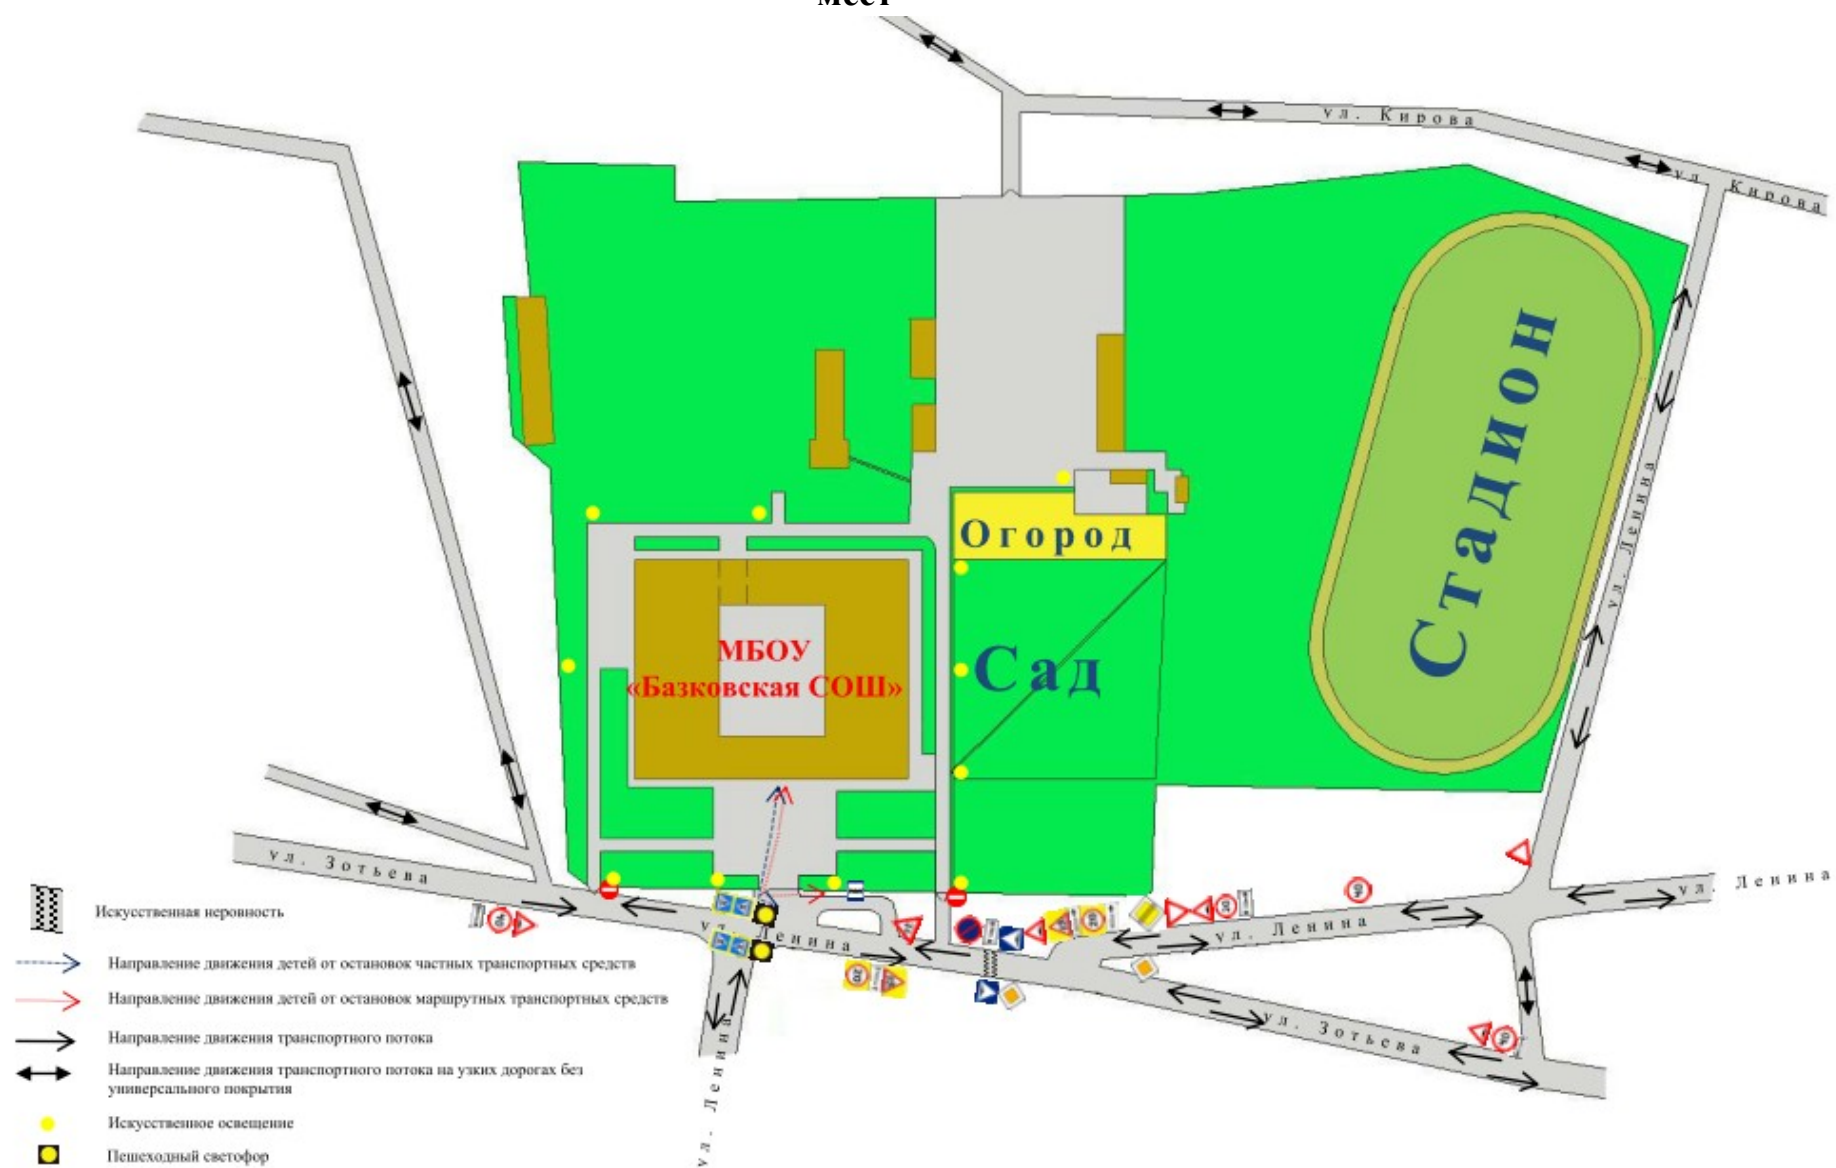 мест
ул. Кирова
ул. Кирова
Стадион
ул. Ленина
Огород
Сад
МБОУ
«Базковская СОШ»
ул. Зотьева
ул. Ленина
ул. Ленина
ул. Ленина
ул. Зотьева
ул. Ленина
Искусственная неровность
Направление движения детей от остановок частных транспортных средств
Направление движения детей от остановок маршрутных транспортных средств
Направление движения транспортного потока
Направление движения транспортного потока на узких дорогах без
универсального покрытия
Искусственное освещение
Пешеходный светофор